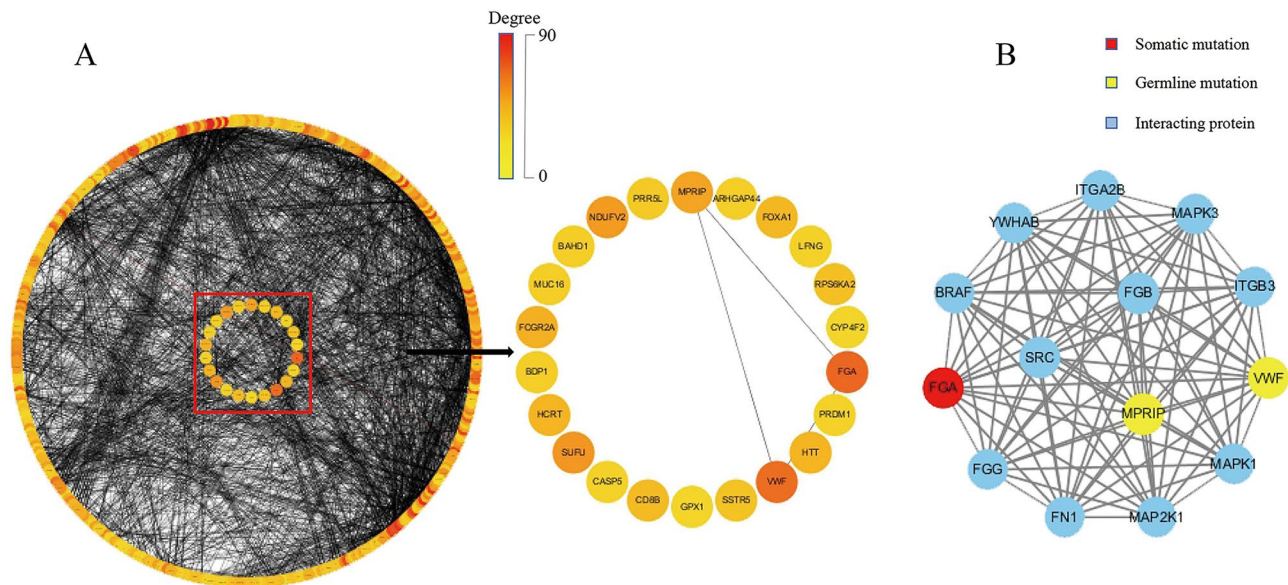 Degree
90
0
A
B
Somatic mutation
Germline mutation
Interacting protein
MPRIP
ARHGAP44
FOXA1
LFNG
RPS6KA2
CYP4F2
FGA
PRDM1
HTT
VWF
SSTR5
GPX1
CD8B
CASP5
SUFU
HCRT
BDP1
FCGR2A
MUC16
BAHD1
NDUFV2
PRR5L
ITGA2B
YWHAB
MAPK3
BRAF
FGB
ITGB3
SRC
FGA
VWF
MPRIP
FGG
MAPK1
FN1
MAP2K1